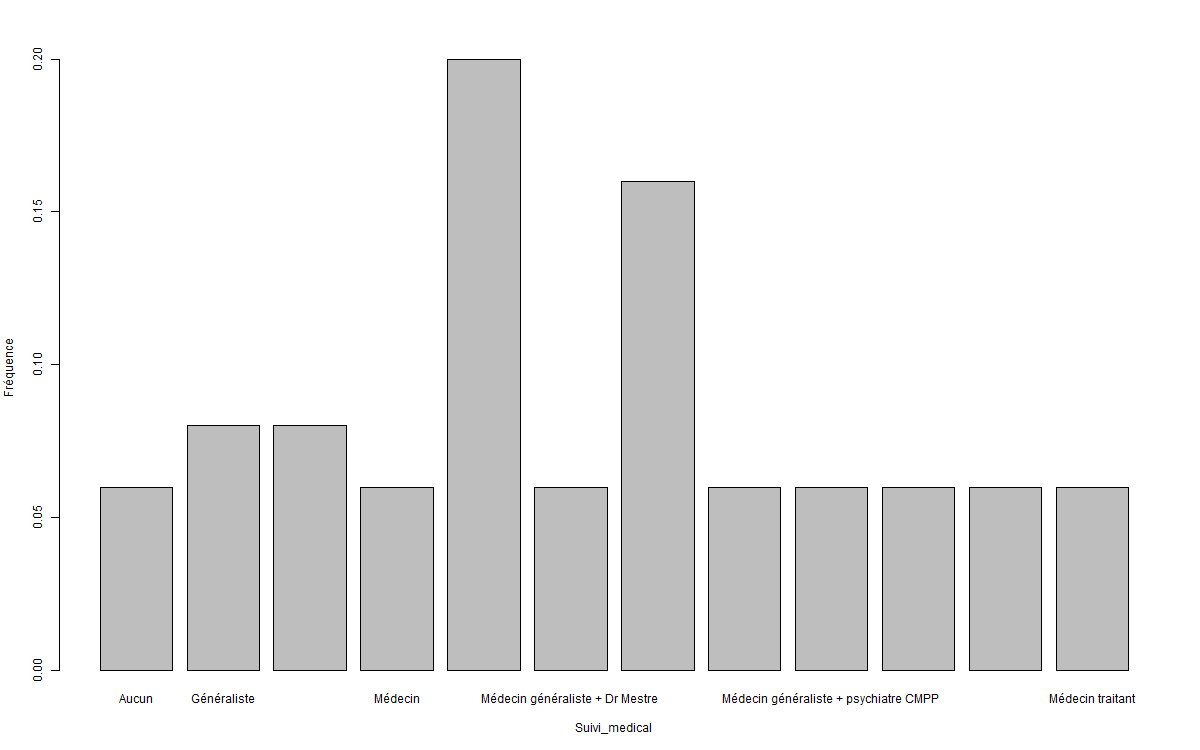 0.20
0.15
0.10
0.05
0.00
Fréquence
Aucun
Généraliste
Médecin
Médecin généraliste + Dr Mestre
Médecin généraliste + psychiatre CMPP
Médecin traitant
Suivi_medical